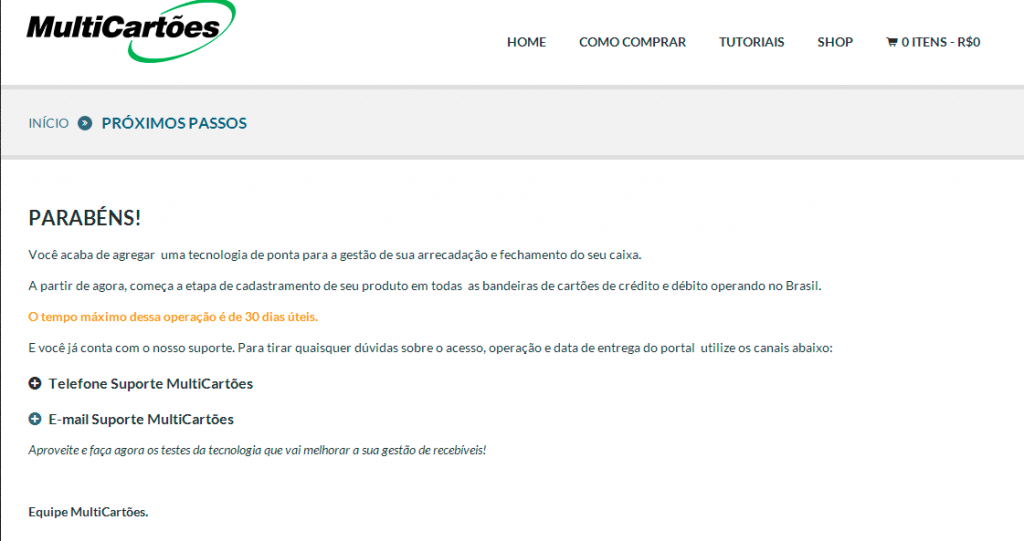 MultiCartões
HOME COMO COMPRAR TUTORIAIS SHOP 0 ITENS - R$0
INÍCIO PRÓXIMOS PASSOS
PARABÉNS!
Você acaba de agregar uma tecnologia de ponta para a gestão de sua arrecadação e fechamento do seu caixa.
A partir de agora, começa a etapa de cadastramento de seu produto em todas as bandeiras de cartões de crédito e débito operando no Brasil.
O tempo máximo dessa operação é de 30 dias úteis.
E você já conta com o nosso suporte. Para tirar quaisquer dúvidas sobre o acesso, operação e data de entrega do portal utilize os canais abaixo:
Telefone Suporte MultiCartões
E-mail Suporte MultiCartões
Aproveite e faça agora os testes da tecnologia que vai melhorar a sua gestão de recebíveis!
Equipe MultiCartões.